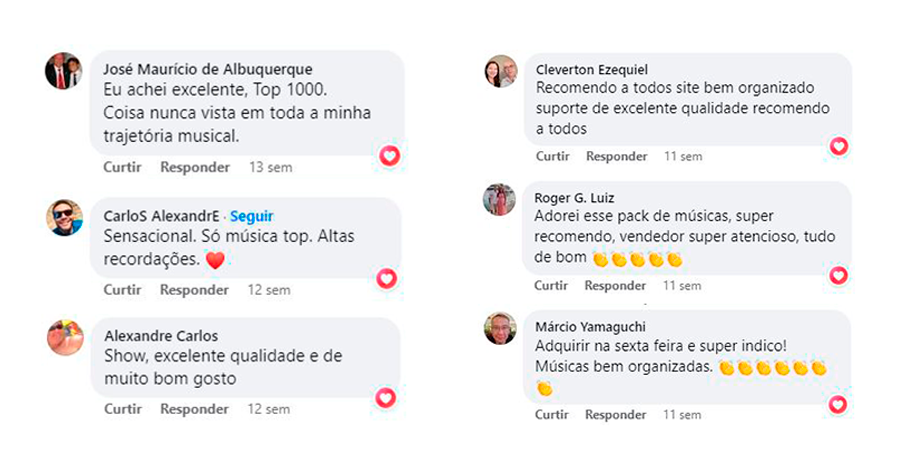 José Maurício de Albuquerque
Eu achei excelente, Top 1000.
Coisa nunca vista em toda a minha
trajetória musical.
Curtir Responder 13 sem
CarloS AlexandrE · Seguir
Sensacional. Só música top. Altas
recordações. ❤️
Curtir Responder 12 sem
Alexandre Carlos
Show, excelente qualidade e de
muito bom gosto
Curtir Responder 12 sem
Cleverton Ezequiel
Recomendo a todos site bem organizado
suporte de excelente qualidade recomendo
a todos
Curtir Responder 11 sem
Roger G. Luiz
Adorei esse pack de músicas, super
recomendo, vendedor super atencioso, tudo
de bom 👏👏👏👏👏
Curtir Responder 11 sem
Márcio Yamaguchi
Adquirir na sexta feira e super indico!
Músicas bem organizadas. 👏👏👏👏👏👏
👏
Curtir Responder 11 sem